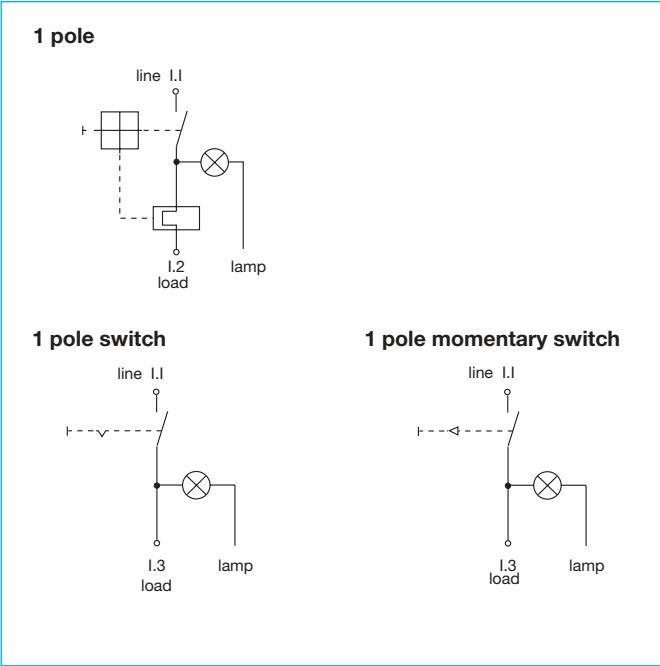 1 pole
line I.I
I.2
load
lamp
1 pole switch
line I.I
I.3
load
lamp
1 pole momentary switch
line I.I
I.3
load
lamp